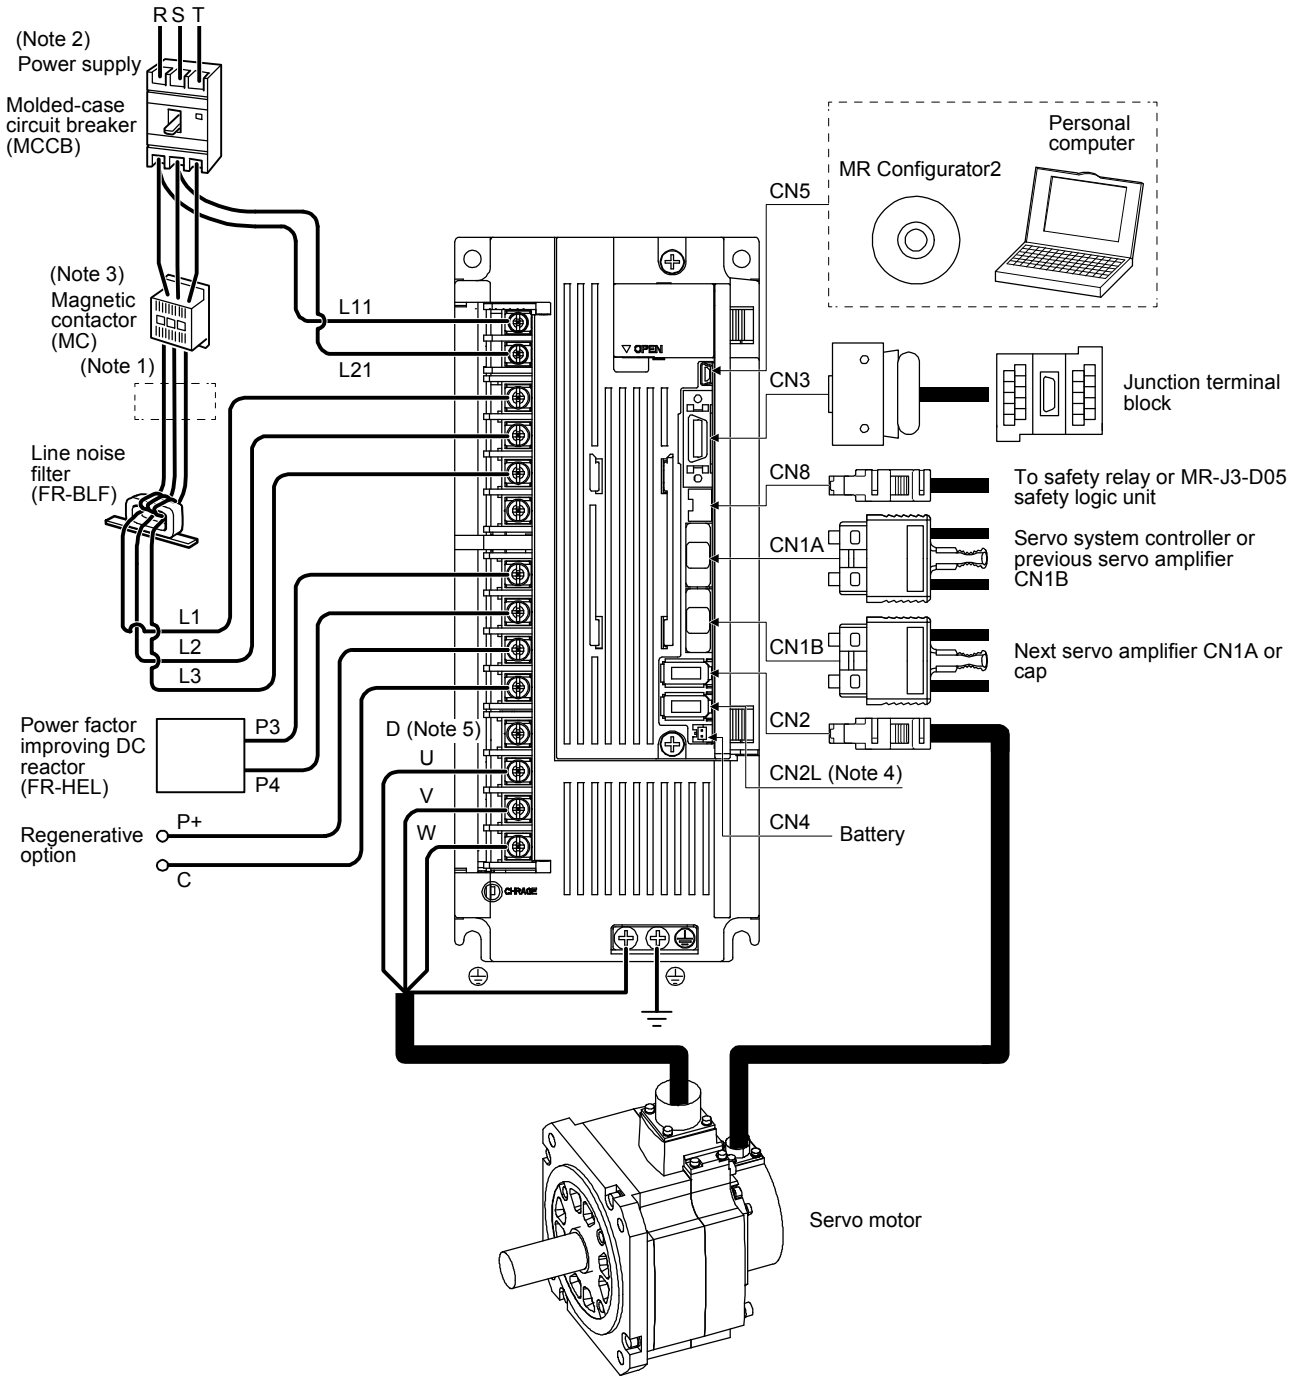 R S T
(Note 2)
Power supply
Molded-case
circuit breaker
(MCCB)
(Note 3)
Magnetic
contactor
(MC)
(Note 1)
Line noise
filter
(FR-BLF)
L11
L21
L1
L2
L3
Power factor
improving DC
reactor
(FR-HEL)
P3
P4
Regenerative
option
P+
C
D (Note 5)
U
V
W
OPEN
CHRAGE
CN5
MR Configurator2
Personal
computer
CN3
Junction terminal
block
CN8
To safety relay or MR-J3-D05
safety logic unit
CN1A
Servo system controller or
previous servo amplifier
CN1B
CN1B
Next servo amplifier CN1A or
cap
CN2
CN2L (Note 4)
CN4
Battery
Servo motor